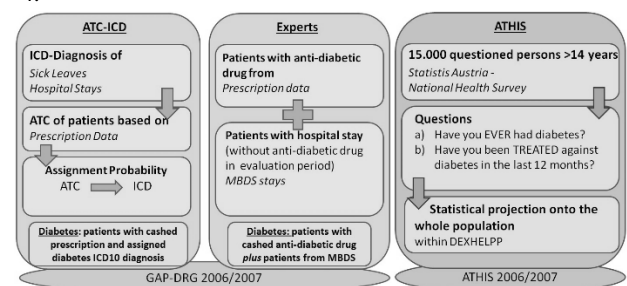 ATC-ICD
ICD-Diagnosis of
Sick Leaves
Hospital Stays
ATC of patients based on
Prescription Data
Assignment Probability
ATC ICD
Diabetes: patients with cashed
prescription and assigned
diabetes ICD10 diagnosis
Experts
Patients with anti-diabetic
drug from
Prescription data
Patients with hospital stay
(without anti-diabetic drug
in evaluation period)
MBDS stays
Diabetes: patients with
cashed anti-diabetic drug
plus patients from MBDS
GAP-DRG 2006/2007
ATHIS
15.000 questioned persons >14 years
Statistis Austria -
National Health Survey
Questions
a) Have you EVER had diabetes?
b) Have you been TREATED against
diabetes in the last 12 months?
Statistical projection onto the
whole population
within DEXHELPP
ATHIS 2006/2007